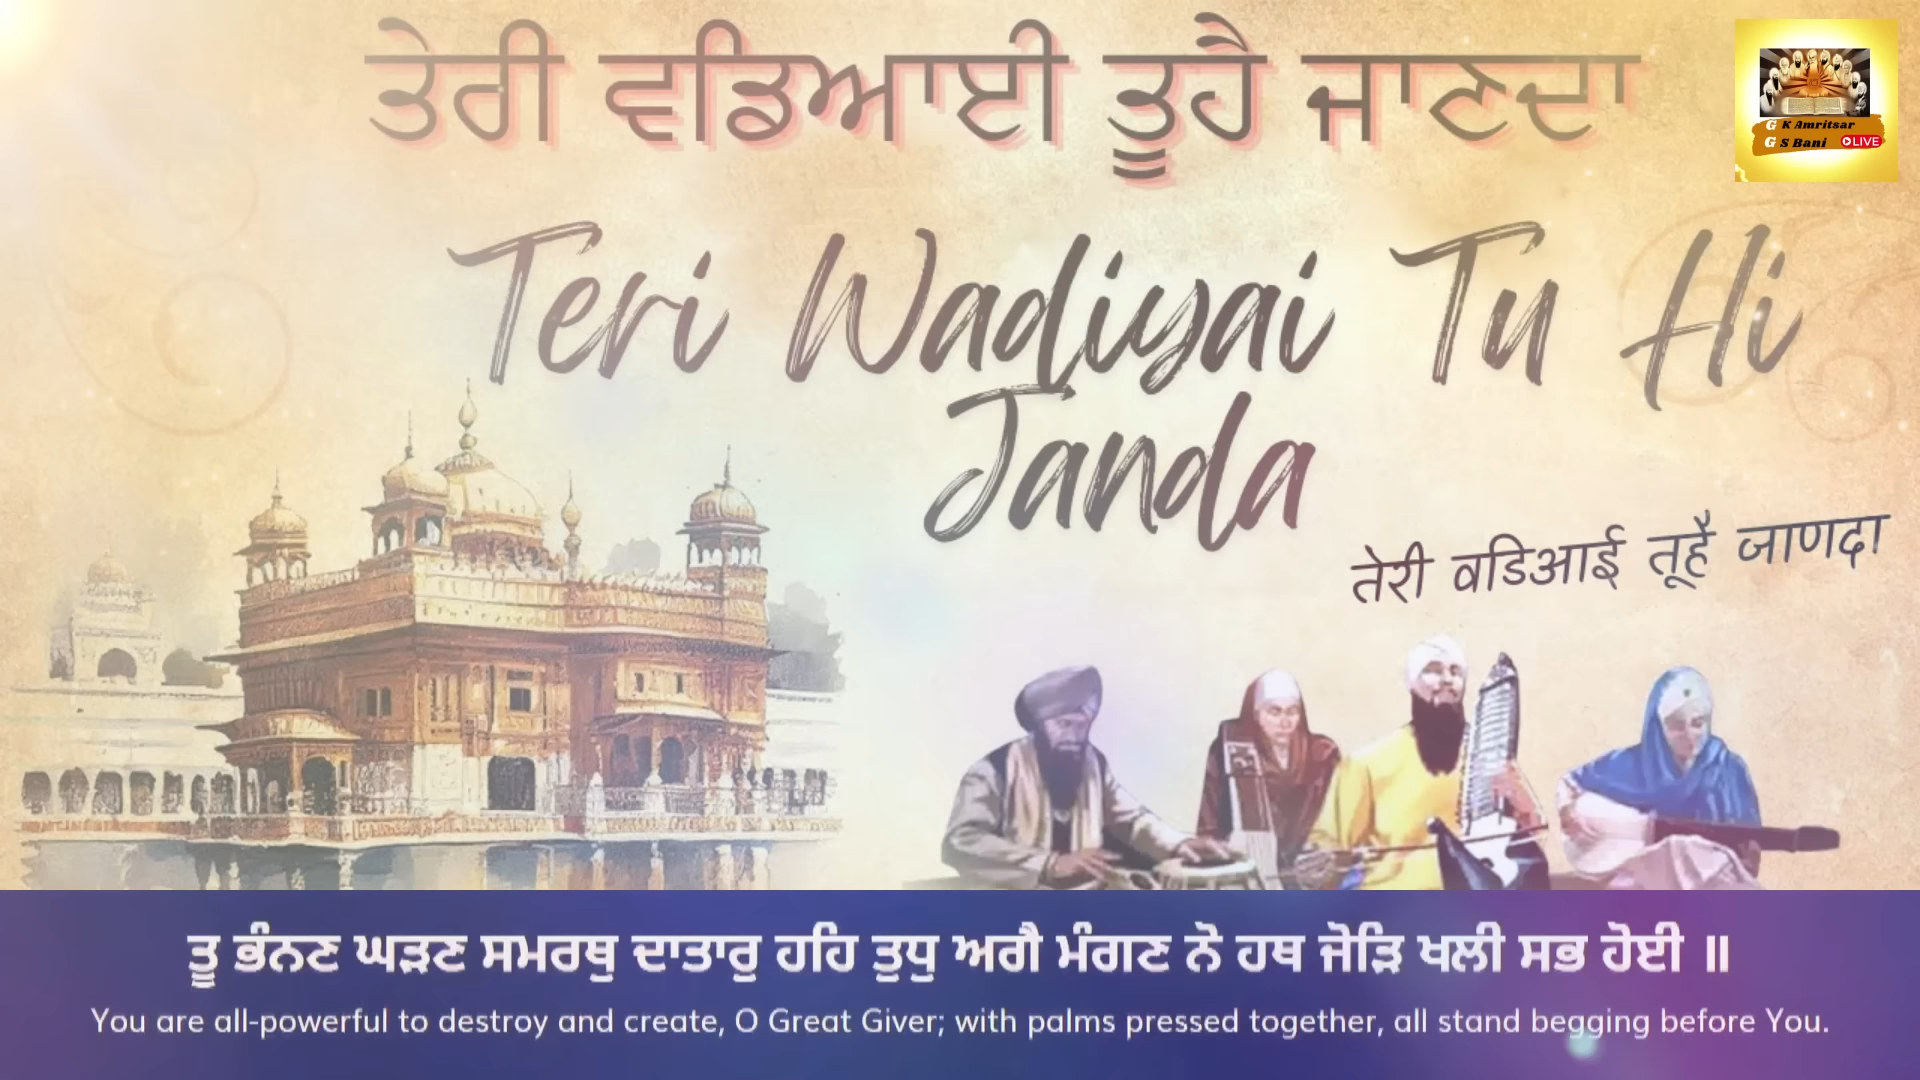 ਤੇਰੀ ਵਡਿਆਈ ਤੂਹੈ ਜਾਣਦਾ
G K Amritsar
G S Bani LIVE
Teri Wadiyai Tu Hi
Janda
तेरी वडिआई तूहै जाणदा
ਤੂ ਭੰਨਣ ਘੜਣ ਸਮਰਥੁ ਦਾਤਾਰੁ ਹਹਿ ਤੁਧੁ ਅਗੈ ਮੰਗਣ ਨੋ ਹਥ ਜੋੜਿ ਖਲੀ ਸਭ ਹੋਈ ॥
You are all-powerful to destroy and create, O Great Giver; with palms pressed together, all stand begging before You.